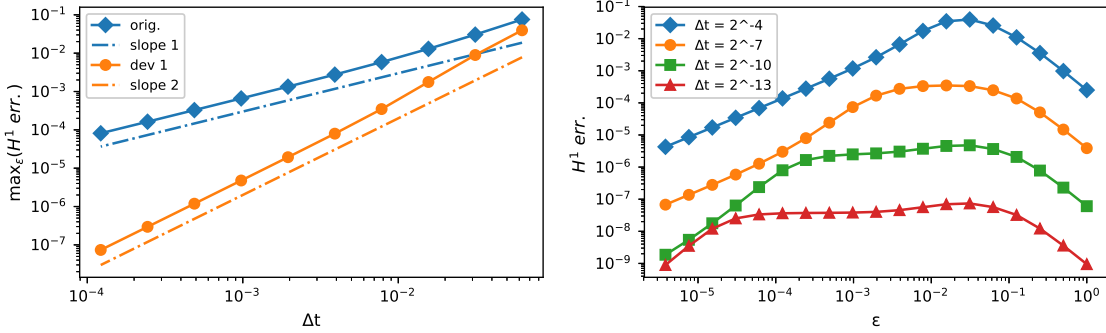 10^-1
10^-2
10^-3
10^-4
10^-5
10^-6
10^-7
max_ε(H^1 err.)
orig.
slope 1
dev 1
slope 2
10^-4
10^-3
10^-2
Δt
10^-1
10^-2
10^-3
10^-4
10^-5
10^-6
10^-7
10^-8
10^-9
H^1 err.
Δt = 2^-4
Δt = 2^-7
Δt = 2^-10
Δt = 2^-13
10^-5
10^-4
10^-3
10^-2
10^-1
10^0
ε